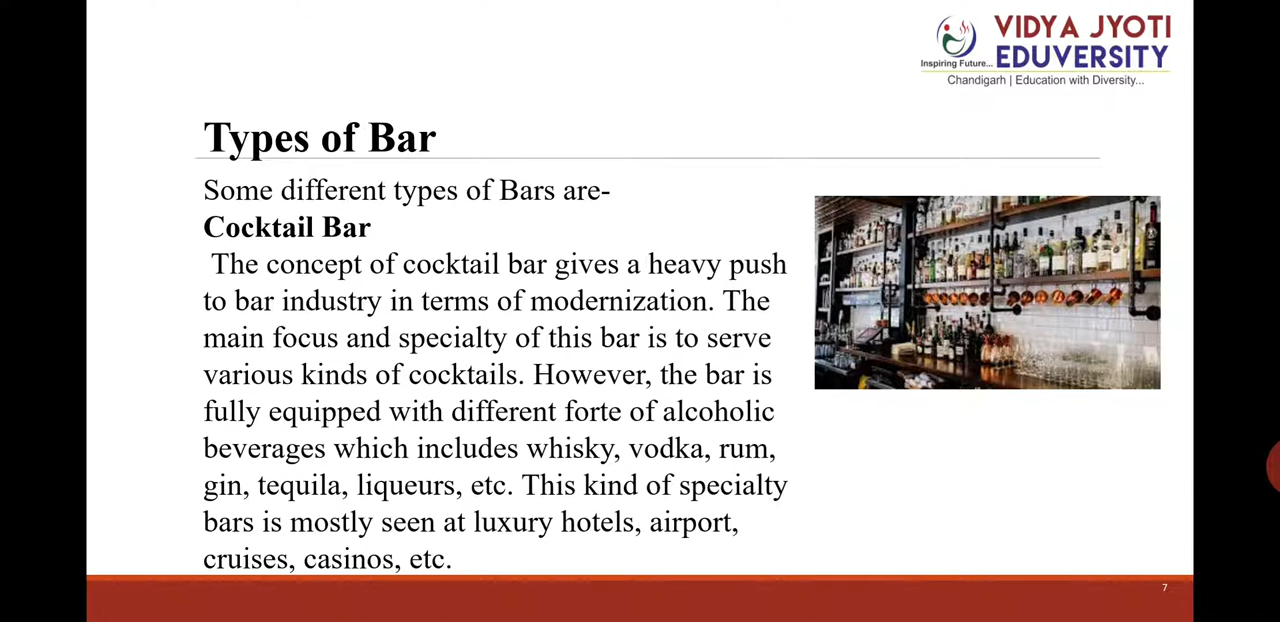 VIDYA JYOTI
EDUVERSITY
Inspiring Future...
Chandigarh | Education with Diversity...
Types of Bar
Some different types of Bars are-
Cocktail Bar
The concept of cocktail bar gives a heavy push
to bar industry in terms of modernization. The
main focus and specialty of this bar is to serve
various kinds of cocktails. However, the bar is
fully equipped with different forte of alcoholic
beverages which includes whisky, vodka, rum,
gin, tequila, liqueurs, etc. This kind of specialty
bars is mostly seen at luxury hotels, airport,
cruises, casinos, etc.
7